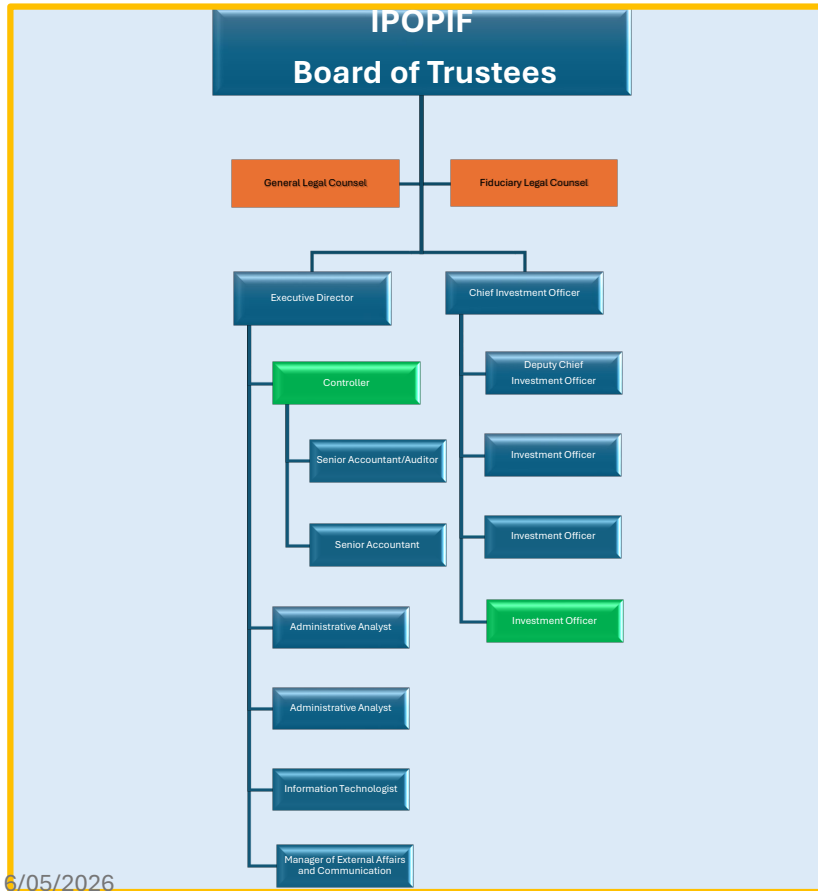 IPOPIF
Board of Trustees
General Legal Counsel
Fiduciary Legal Counsel
Executive Director
Chief Investment Officer
Controller
Deputy Chief
Investment Officer
Senior Accountant/Auditor
Investment Officer
Senior Accountant
Investment Officer
Administrative Analyst
Investment Officer
Administrative Analyst
Information Technologist
Manager of External Affairs
and Communication
6/05/2026